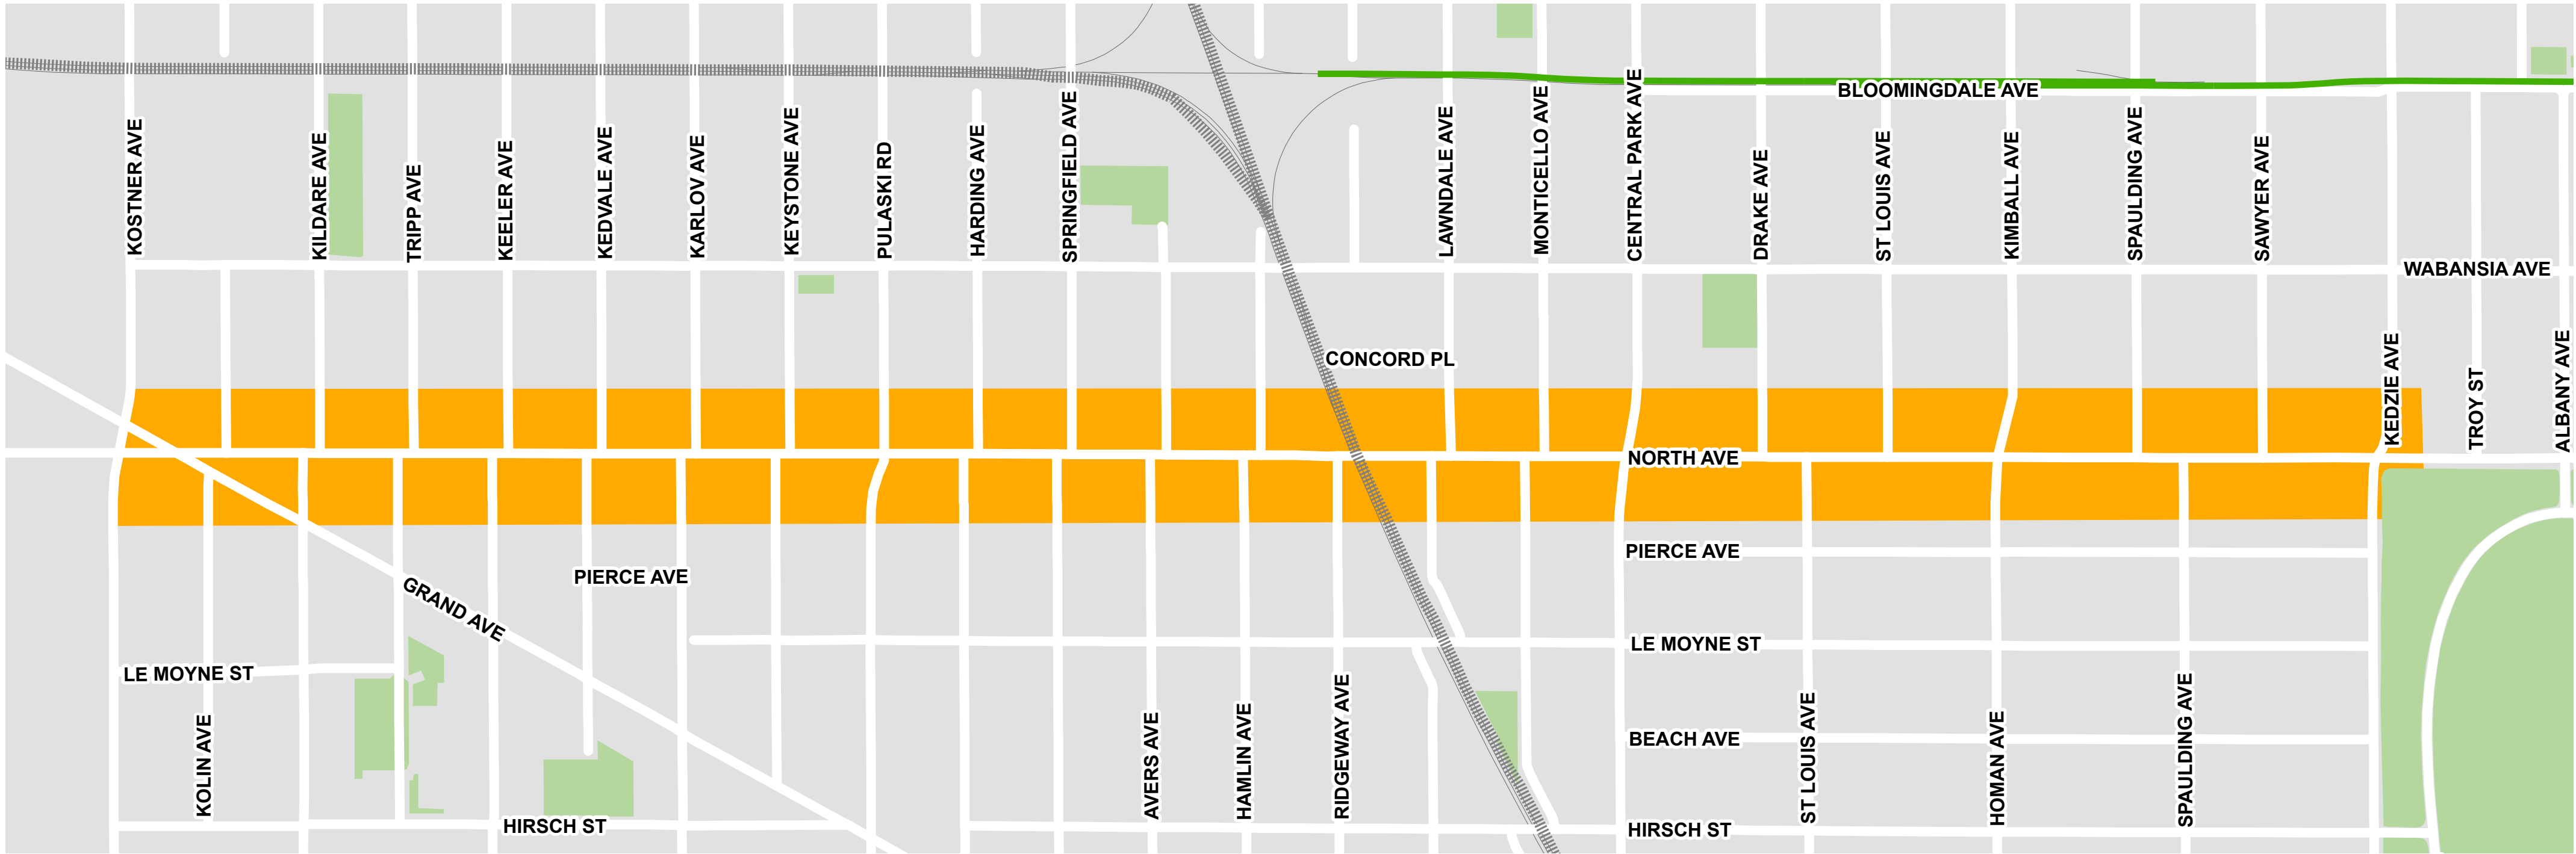 BLOOMINGDALE AVE
KOSTNER AVE
KILDARE AVE
TRIPP AVE
KEELER AVE
KEDVALE AVE
KARLOV AVE
KEYSTONE AVE
PULASKI RD
HARDING AVE
SPRINGFIELD AVE
LAWNDALE AVE
MONTICELLO AVE
CENTRAL PARK AVE
DRAKE AVE
ST LOUIS AVE
KIMBALL AVE
SPAULDING AVE
SAWYER AVE
WABANSIA AVE
CONCORD PL
KEDZIE AVE
TROY ST
ALBANY AVE
NORTH AVE
PIERCE AVE
PIERCE AVE
GRAND AVE
LE MOYNE ST
LE MOYNE ST
KOLIN AVE
AVERS AVE
HAMLIN AVE
RIDGEWAY AVE
BEACH AVE
ST LOUIS AVE
HOMAN AVE
SPAULDING AVE
HIRSCH ST
HIRSCH ST